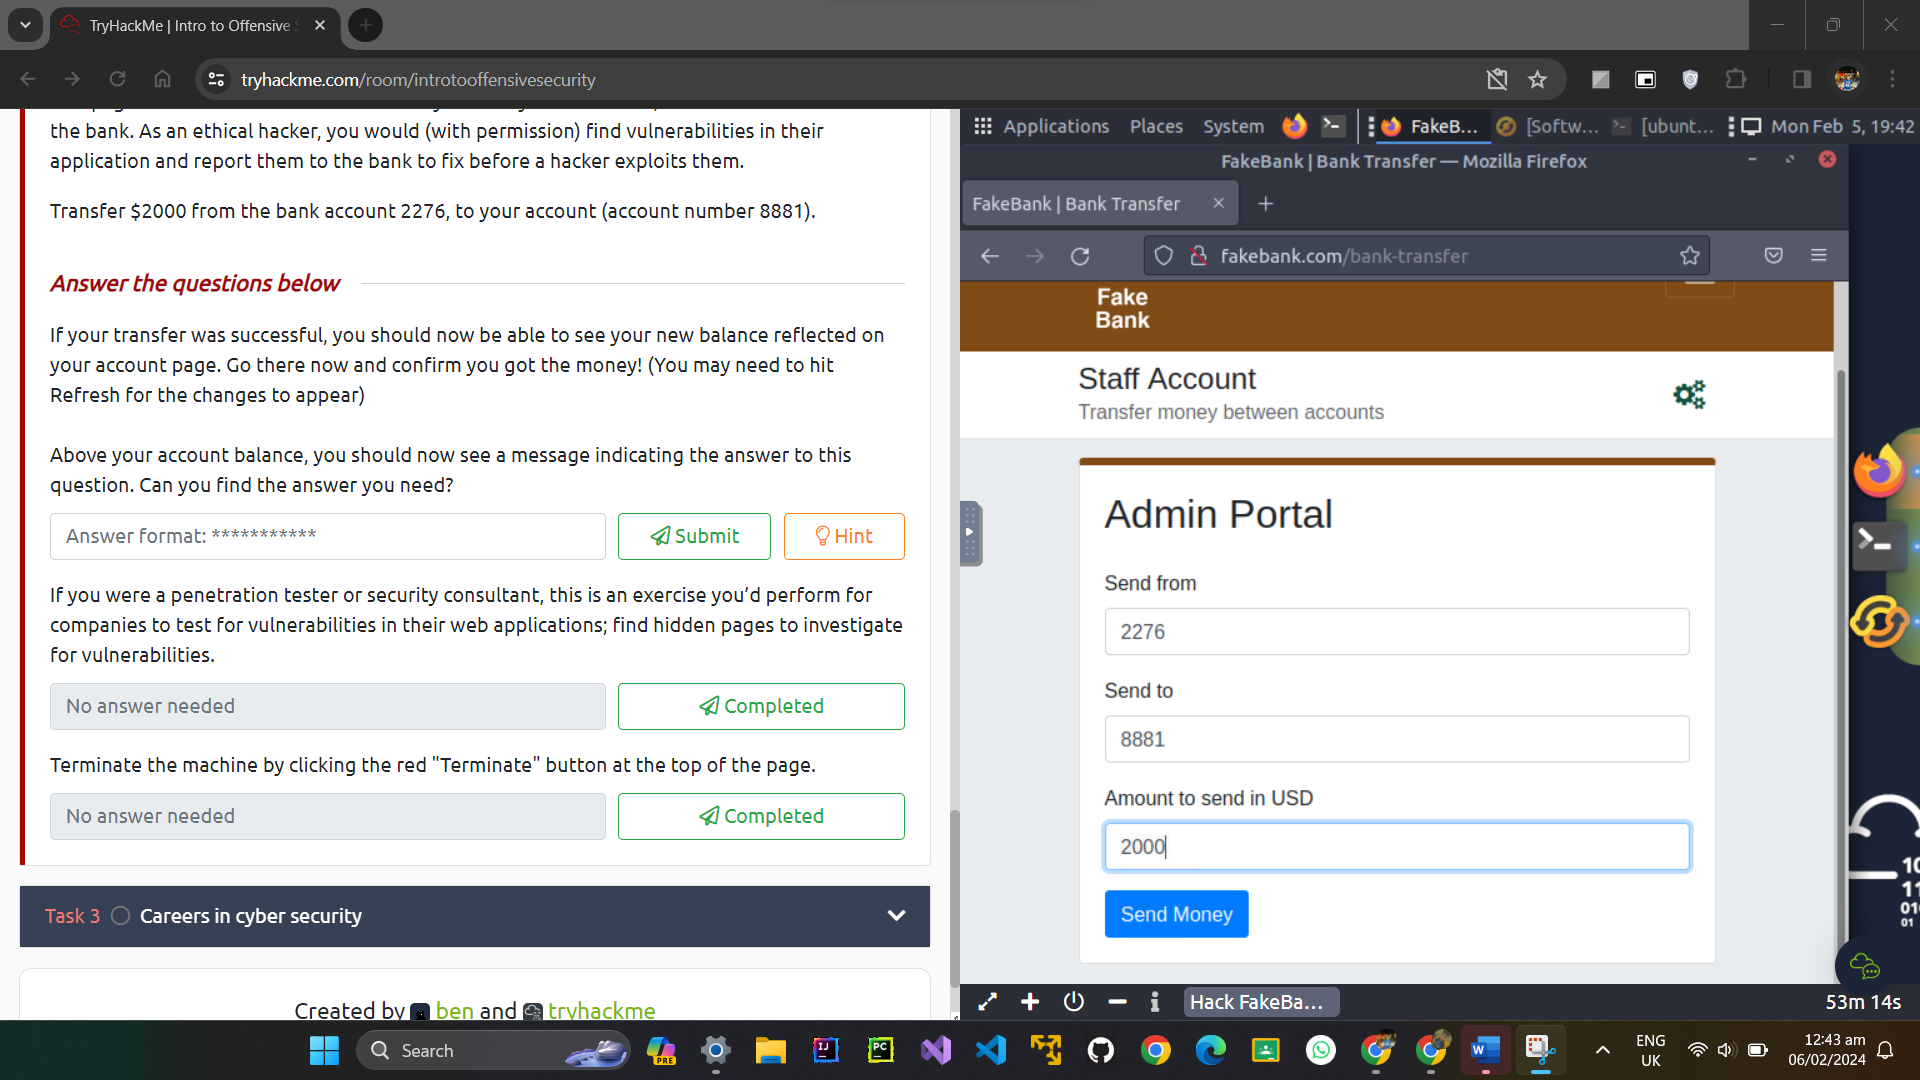 TryHackMe | Intro to Offensive
tryhackme.com/room/introtooffensivesecurity
the bank. As an ethical hacker, you would (with permission) find vulnerabilities in their
application and report them to the bank to fix before a hacker exploits them.
Transfer $2000 from the bank account 2276, to your account (account number 8881).
Answer the questions below
If your transfer was successful, you should now be able to see your new balance reflected on
your account page. Go there now and confirm you got the money! (You may need to hit
Refresh for the changes to appear)
Above your account balance, you should now see a message indicating the answer to this
question. Can you find the answer you need?
Answer format: ***********
Submit
Hint
If you were a penetration tester or security consultant, this is an exercise you’d perform for
companies to test for vulnerabilities in their web applications; find hidden pages to investigate
for vulnerabilities.
No answer needed
Completed
Terminate the machine by clicking the red "Terminate" button at the top of the page.
No answer needed
Completed
Task 3 Careers in cyber security
Created by ben and tryhackme
Applications Places System FakeB... [Softw... [ubunt... Mon Feb 5, 19:42
FakeBank | Bank Transfer — Mozilla Firefox
FakeBank | Bank Transfer
fakebank.com/bank-transfer
Fake
Bank
Staff Account
Transfer money between accounts
Admin Portal
Send from
2276
Send to
8881
Amount to send in USD
2000
Send Money
10
11
01
01
Hack FakeBa...
53m 14s
Search
PRE
IJ
PC
W
ENG
UK
12:43 am
06/02/2024